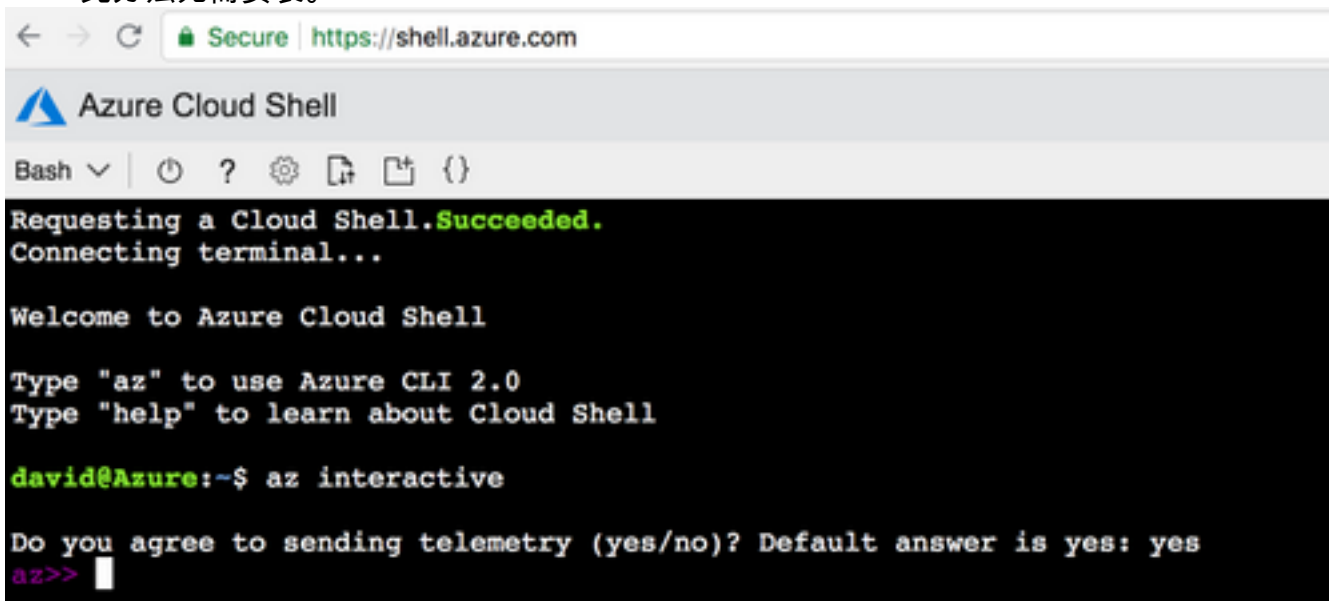 Secure https://shell.azure.com
Azure Cloud Shell
Bash ? {}
Requesting a Cloud Shell.Succeeded.
Connecting terminal...
Welcome to Azure Cloud Shell
Type "az" to use Azure CLI 2.0
Type "help" to learn about Cloud Shell
david@Azure:~$ az interactive
Do you agree to sending telemetry (yes/no)? Default answer is yes: yes
az>>